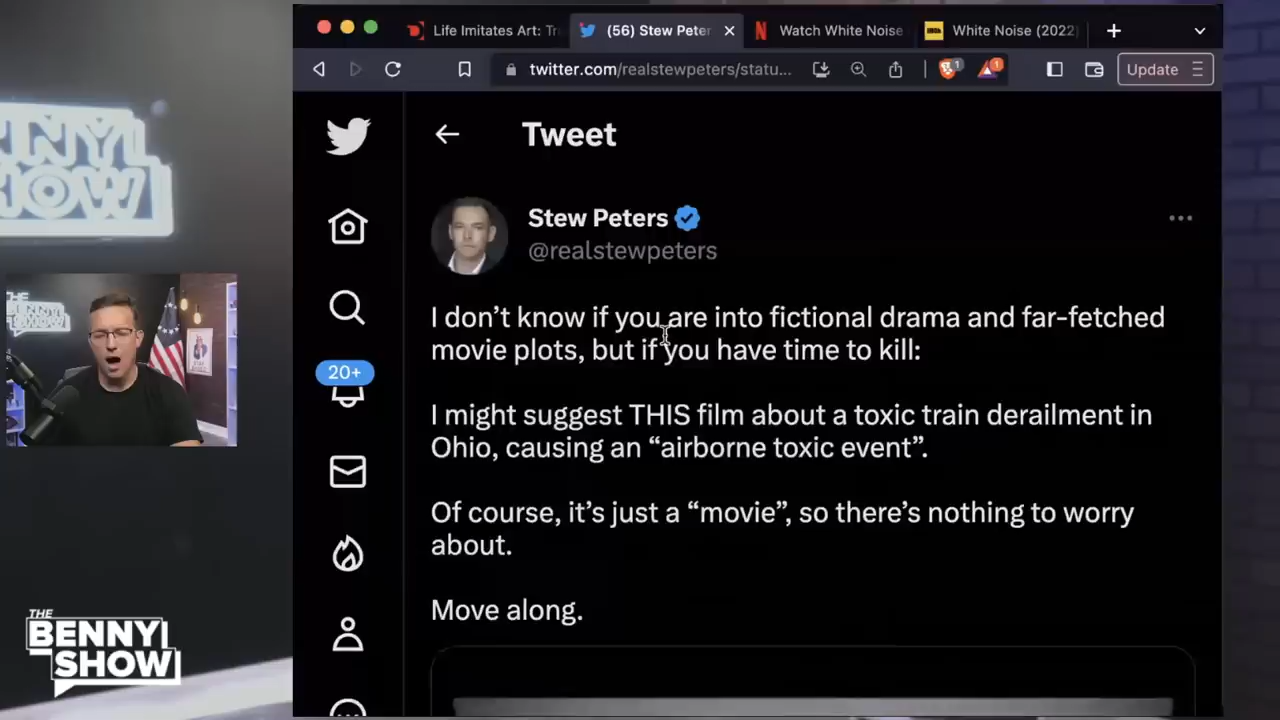 Life Imitates Art: Tr
(56) Stew Peter
Watch White Noise
White Noise (2022)
twitter.com/realstewpeters/statu...
1
1
Update
Tweet
Stew Peters
@realstewpeters
I don’t know if you are into fictional drama and far-fetched
movie plots, but if you have time to kill:
20+
I might suggest THIS film about a toxic train derailment in
Ohio, causing an “airborne toxic event”.
Of course, it’s just a “movie”, so there’s nothing to worry
about.
Move along.
THE
BENNY
SHOW